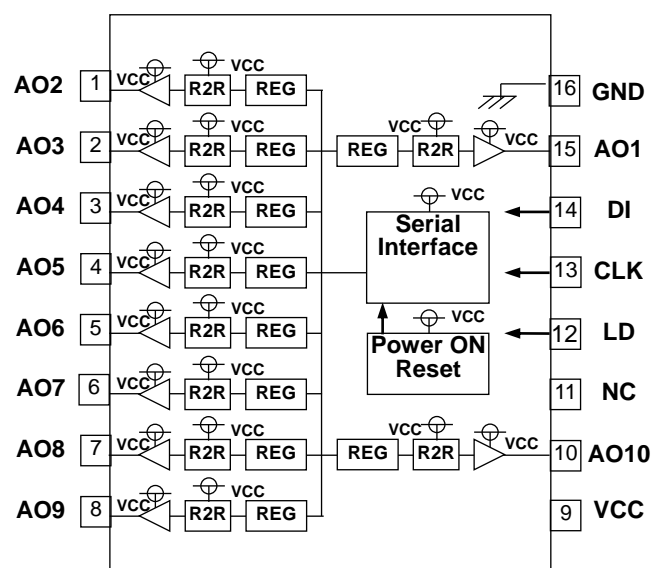 AO2 1 VCC VCC R2R REG 16 GND
AO3 2 VCC VCC R2R REG REG VCC R2R VCC 15 AO1
AO4 3 VCC VCC R2R REG VCC 14 DI
Serial
Interface
AO5 4 VCC VCC R2R REG 13 CLK
AO6 5 VCC VCC R2R REG VCC 12 LD
Power ON
Reset
AO7 6 VCC VCC R2R REG 11 NC
AO8 7 VCC VCC R2R REG REG VCC R2R VCC 10 AO10
AO9 8 VCC VCC R2R REG 9 VCC